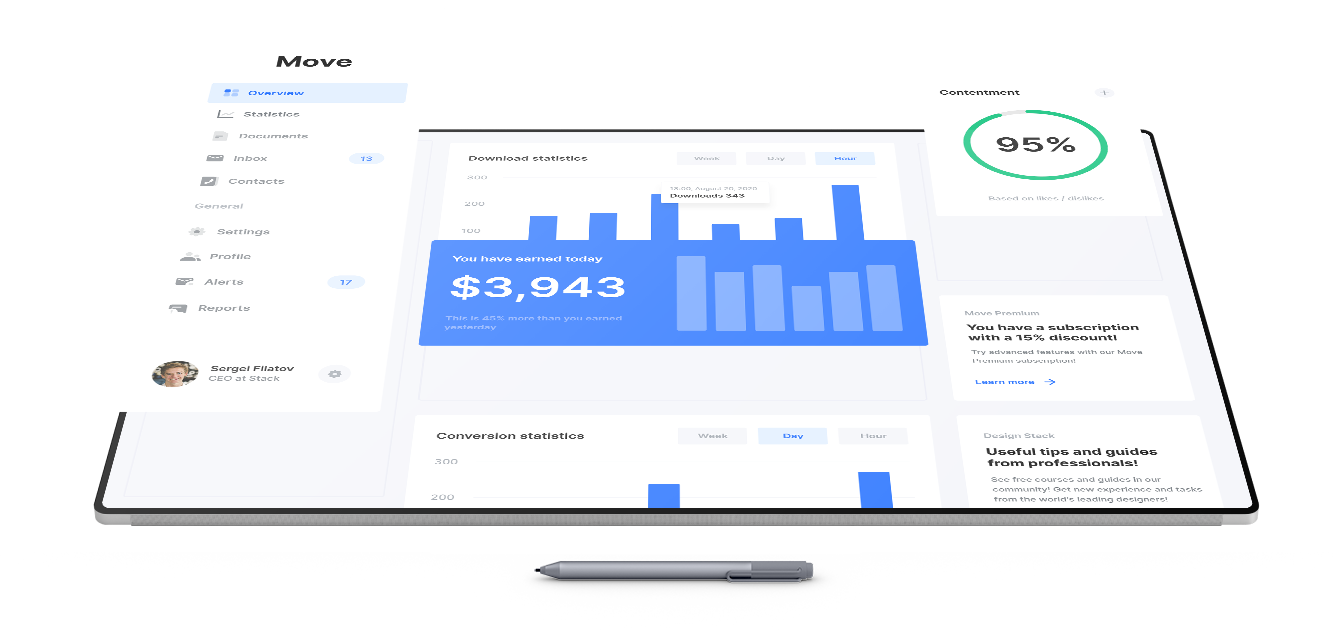 Move
Overview
Statistics
Documents
Inbox 13
Contacts
General
Settings
Profile
Alerts 17
Reports
Sergei Filatov
CEO at Stack
Download statistics
Week Day Hour
300
200
100
13:00, August 20, 2020
Downloads 343
You have earned today
$3,943
This is 45% more than you earned
yesterday
Conversion statistics
Week Day Hour
300
200
Contentment
95%
Based on likes / dislikes
Move Premium
You have a subscription
with a 15% discount!
Try advanced features with our Move
Premium subscription!
Learn more
Design Stack
Useful tips and guides
from professionals!
See free courses and guides in our
community! Get new experience and tasks
from the world's leading designers!